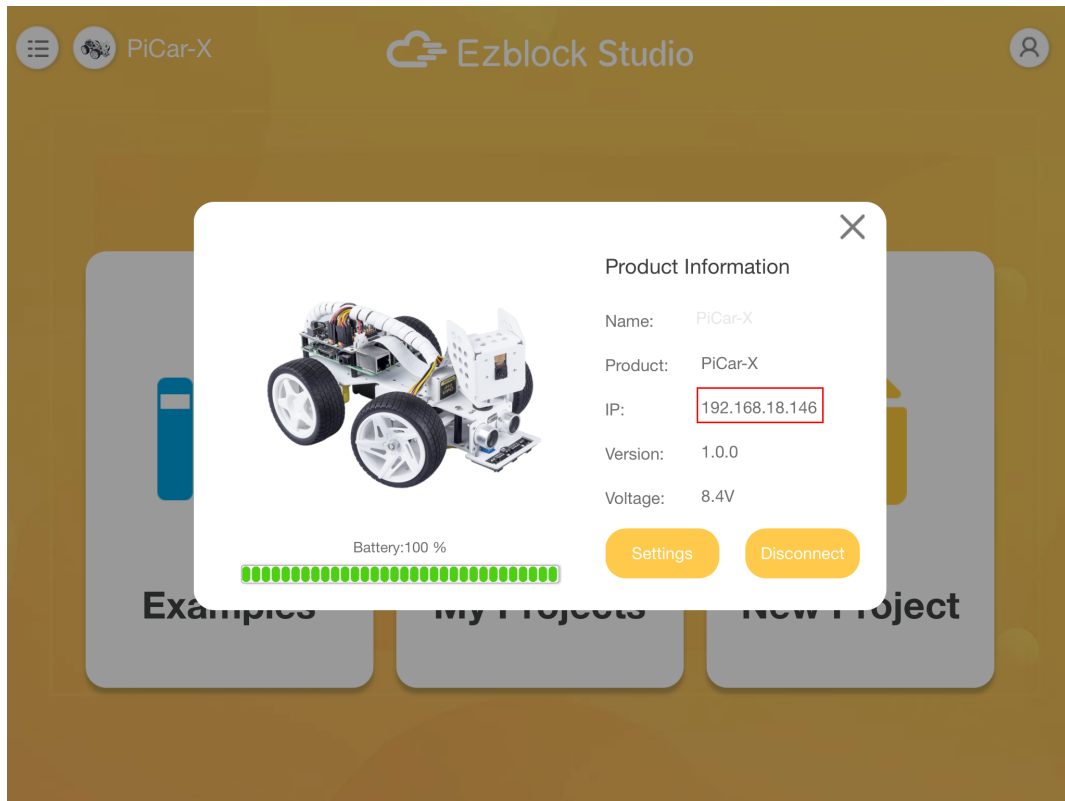 PiCar-X
Ezblock Studio
Product Information
Name: PiCar-X
Product: PiCar-X
IP: 192.168.18.146
Version: 1.0.0
Voltage: 8.4V
Battery:100 %
Settings
Disconnect
Examples
My Projects
New Project